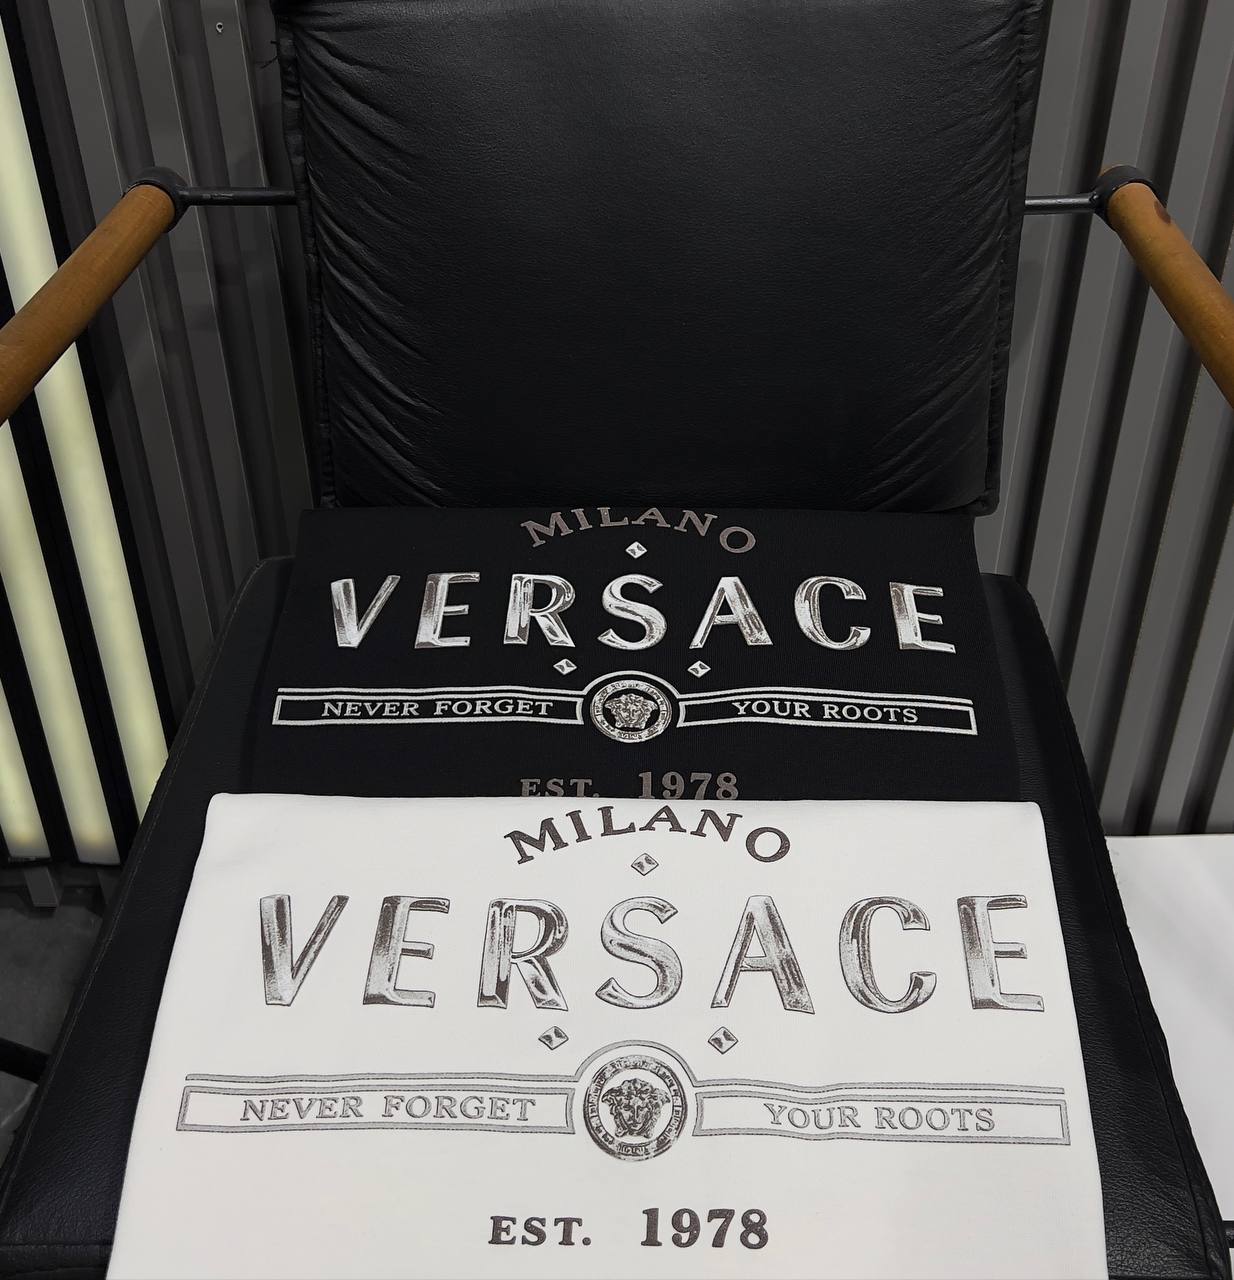 MILANO
VERSACE
NEVER FORGET YOUR ROOTS
EST. 1978
MILANO
VERSACE
NEVER FORGET YOUR ROOTS
EST. 1978